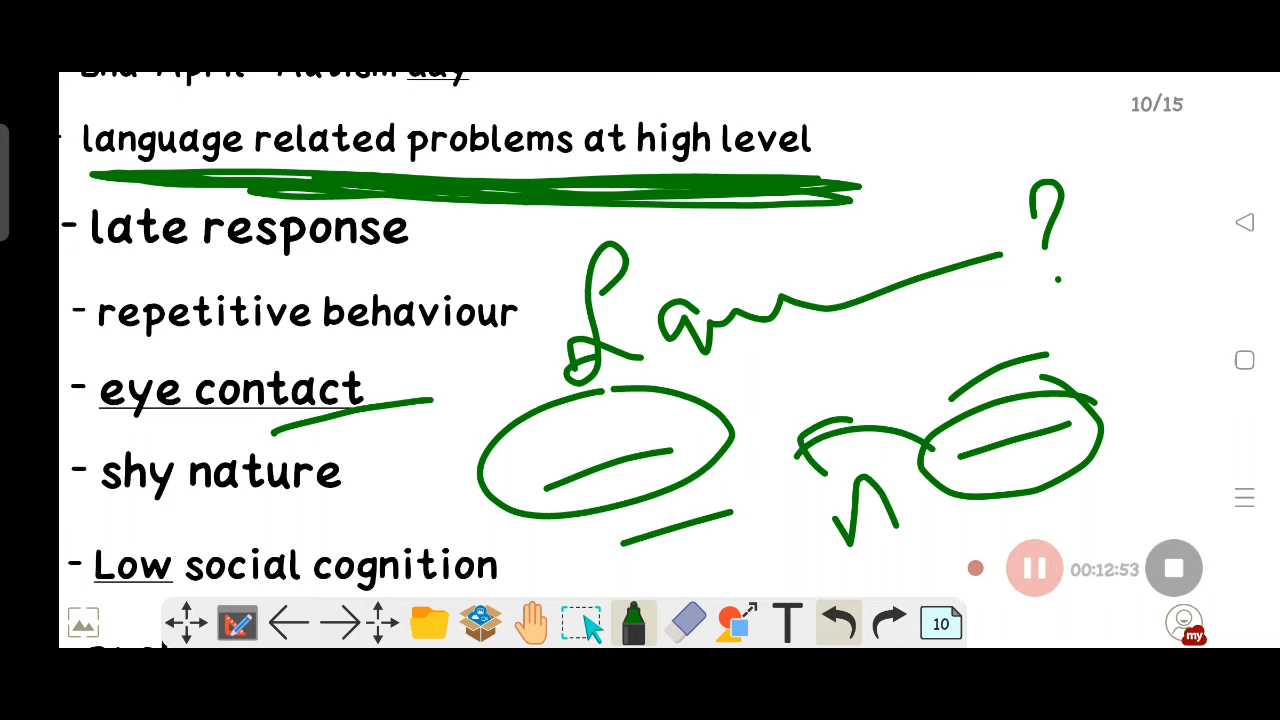 10/15
language related problems at high level
- late response
- repetitive behaviour
- eye contact
- shy nature
- Low social cognition
00:12:53
T
10
my